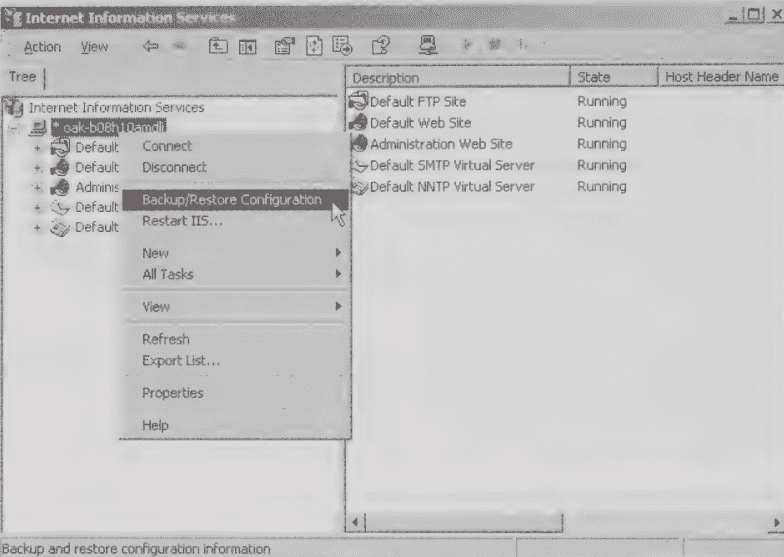 Internet Information Services
Action View
Tree
Description State Host Header Name
Internet Information Services
* oak-b08h10amdi
Default
Default
Adminis
Default
Default
Connect
Disconnect
Backup/Restore Configuration
Restart IIS...
New
All Tasks
View
Refresh
Export List...
Properties
Help
Default FTP Site Running
Default Web Site Running
Administration Web Site Running
Default SMTP Virtual Server Running
Default NNTP Virtual Server Running
Backup and restore configuration information